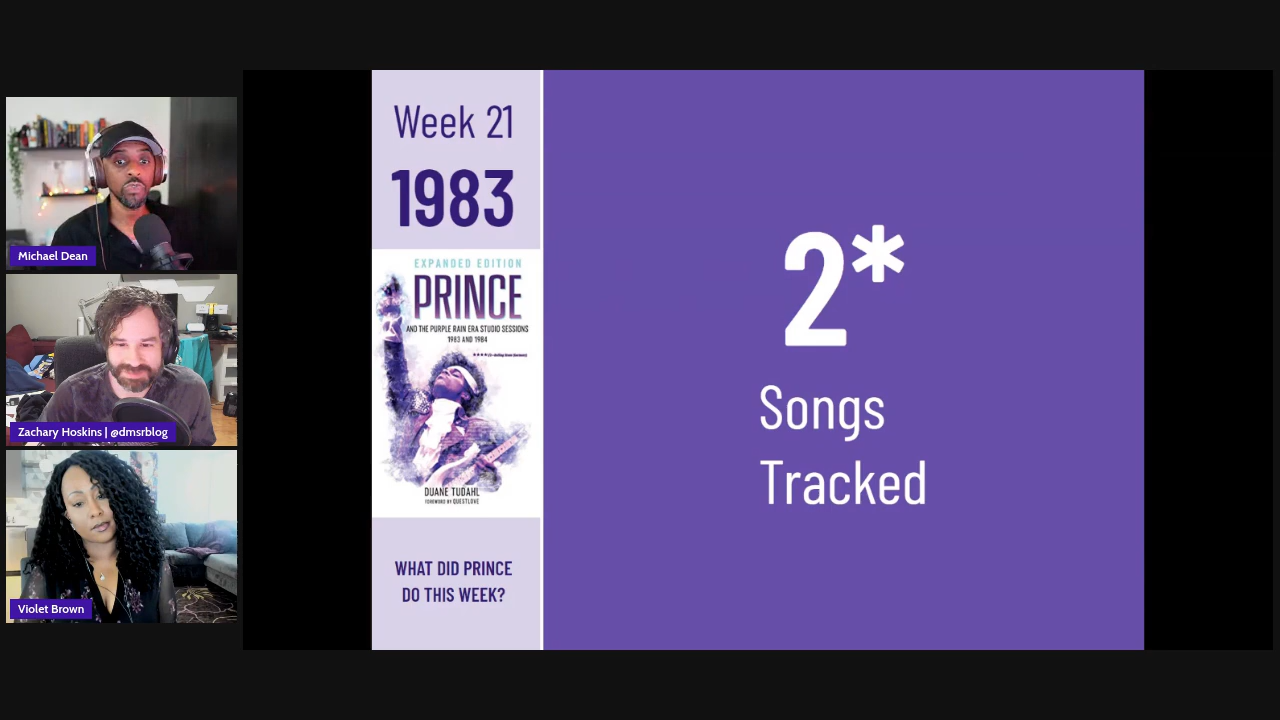 Michael Dean
Zachary Hoskins | @dmsrblog
Violet Brown
Week 21
1983
EXPANDED EDITION
PRINCE
AND THE PURPLE RAIN ERA STUDIO SESSIONS
1983 AND 1984
DUANE TUDAHL
FOREWORD BY QUESTLOVE
WHAT DID PRINCE
DO THIS WEEK?
2*
Songs
Tracked